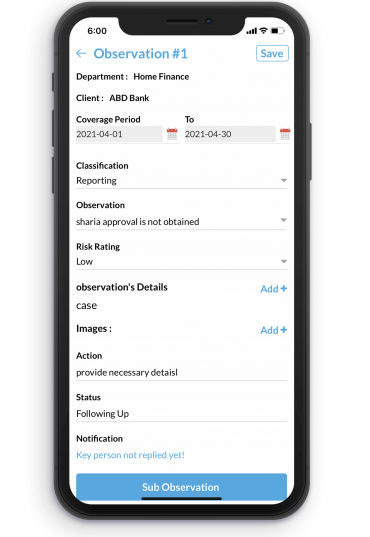 6:00
← Observation #1 Save
Department : Home Finance
Client : ABD Bank
Coverage Period To
2021-04-01 2021-04-30
Classification
Reporting
Observation
sharia approval is not obtained
Risk Rating
Low
observation's Details Add +
case
Images : Add +
Action
provide necessary detaisl
Status
Following Up
Notification
Key person not replied yet!
Sub Observation